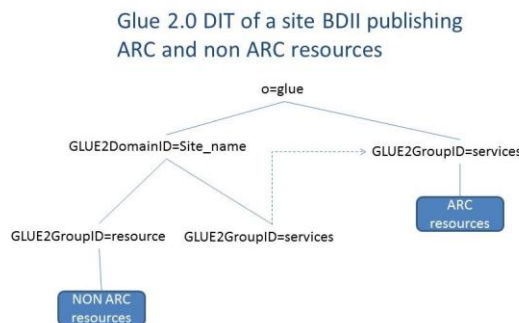 Glue 2.0 DIT of a site BDII publishing
ARC and non ARC resources
o=glue
GLUE2DomainID=Site_name
GLUE2GroupID=services
ARC
resources
GLUE2GroupID=resource
GLUE2GroupID=services
NON ARC
resources